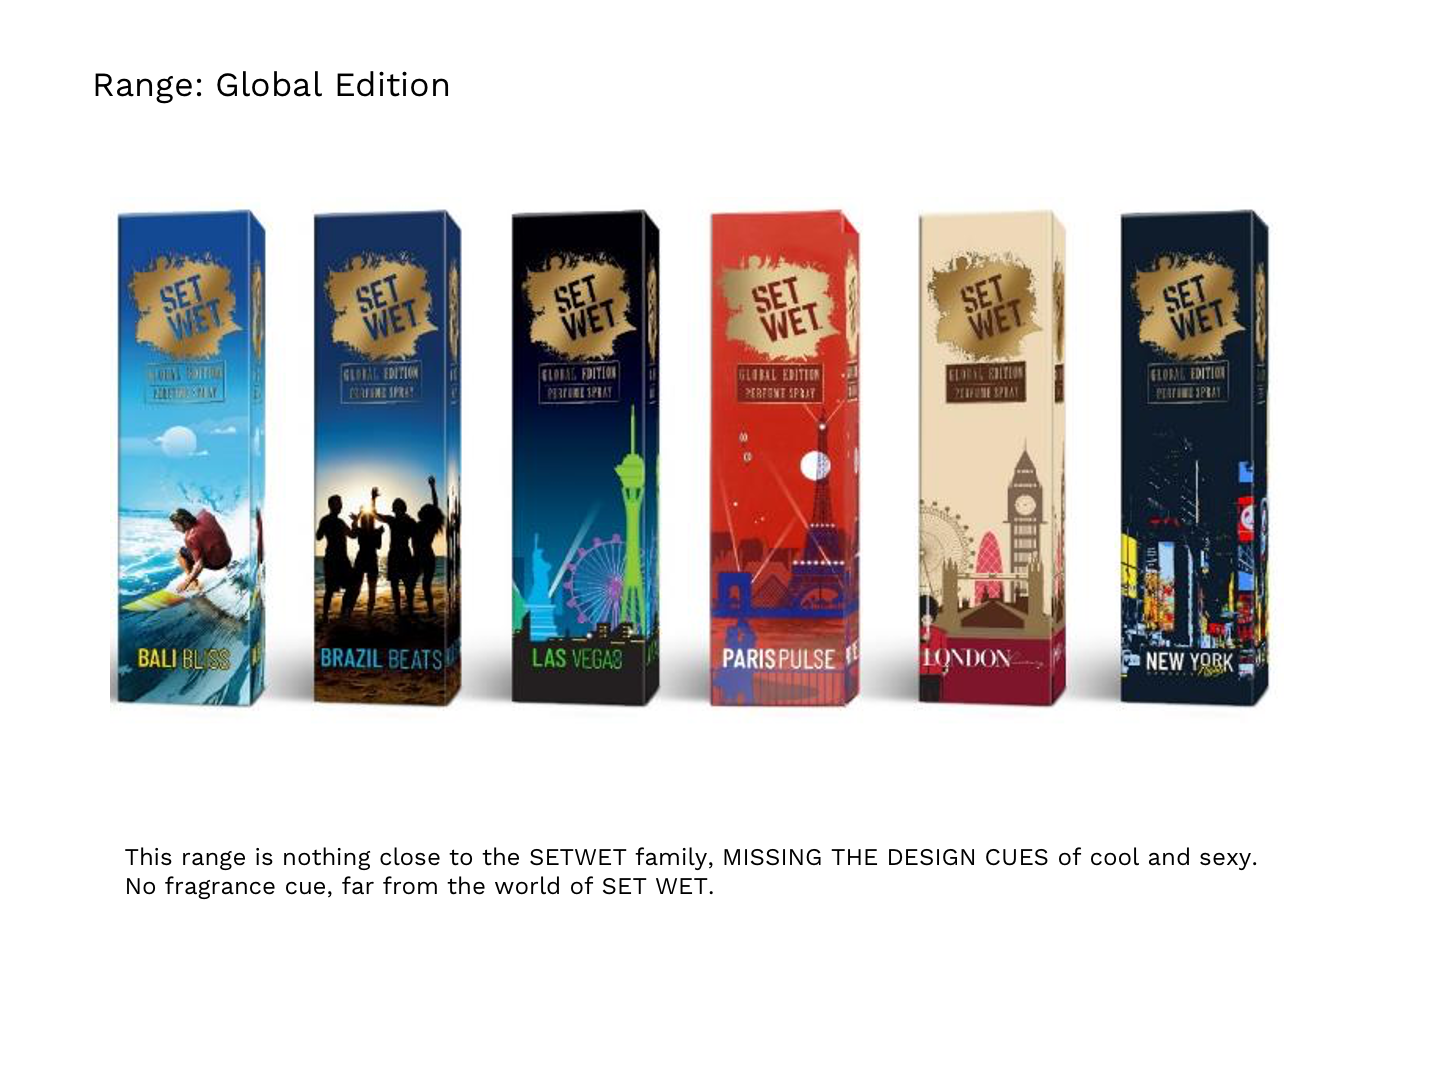 Range: Global Edition
SET WET
GLOBAL EDITION
PERFUME SPRAY
BALI BLISS
SET WET
GLOBAL EDITION
PERFUME SPRAY
BRAZIL BEATS
SET WET
GLOBAL EDITION
PERFUME SPRAY
LAS VEGAS
SET WET
GLOBAL EDITION
PERFUME SPRAY
PARIS PULSE
SET WET
GLOBAL EDITION
PERFUME SPRAY
LONDON
SET WET
GLOBAL EDITION
PERFUME SPRAY
NEW YORK
This range is nothing close to the SETWET family, MISSING THE DESIGN CUES of cool and sexy.
No fragrance cue, far from the world of SET WET.